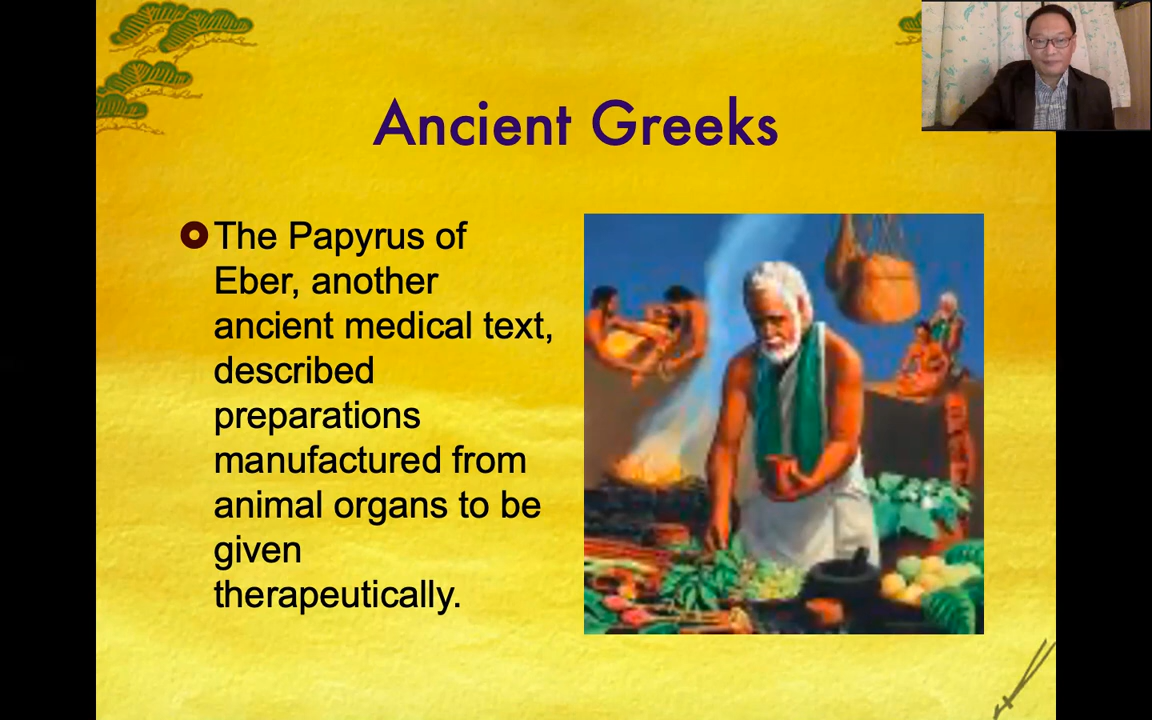 Ancient Greeks
The Papyrus of
Eber, another
ancient medical text,
described
preparations
manufactured from
animal organs to be
given
therapeutically.